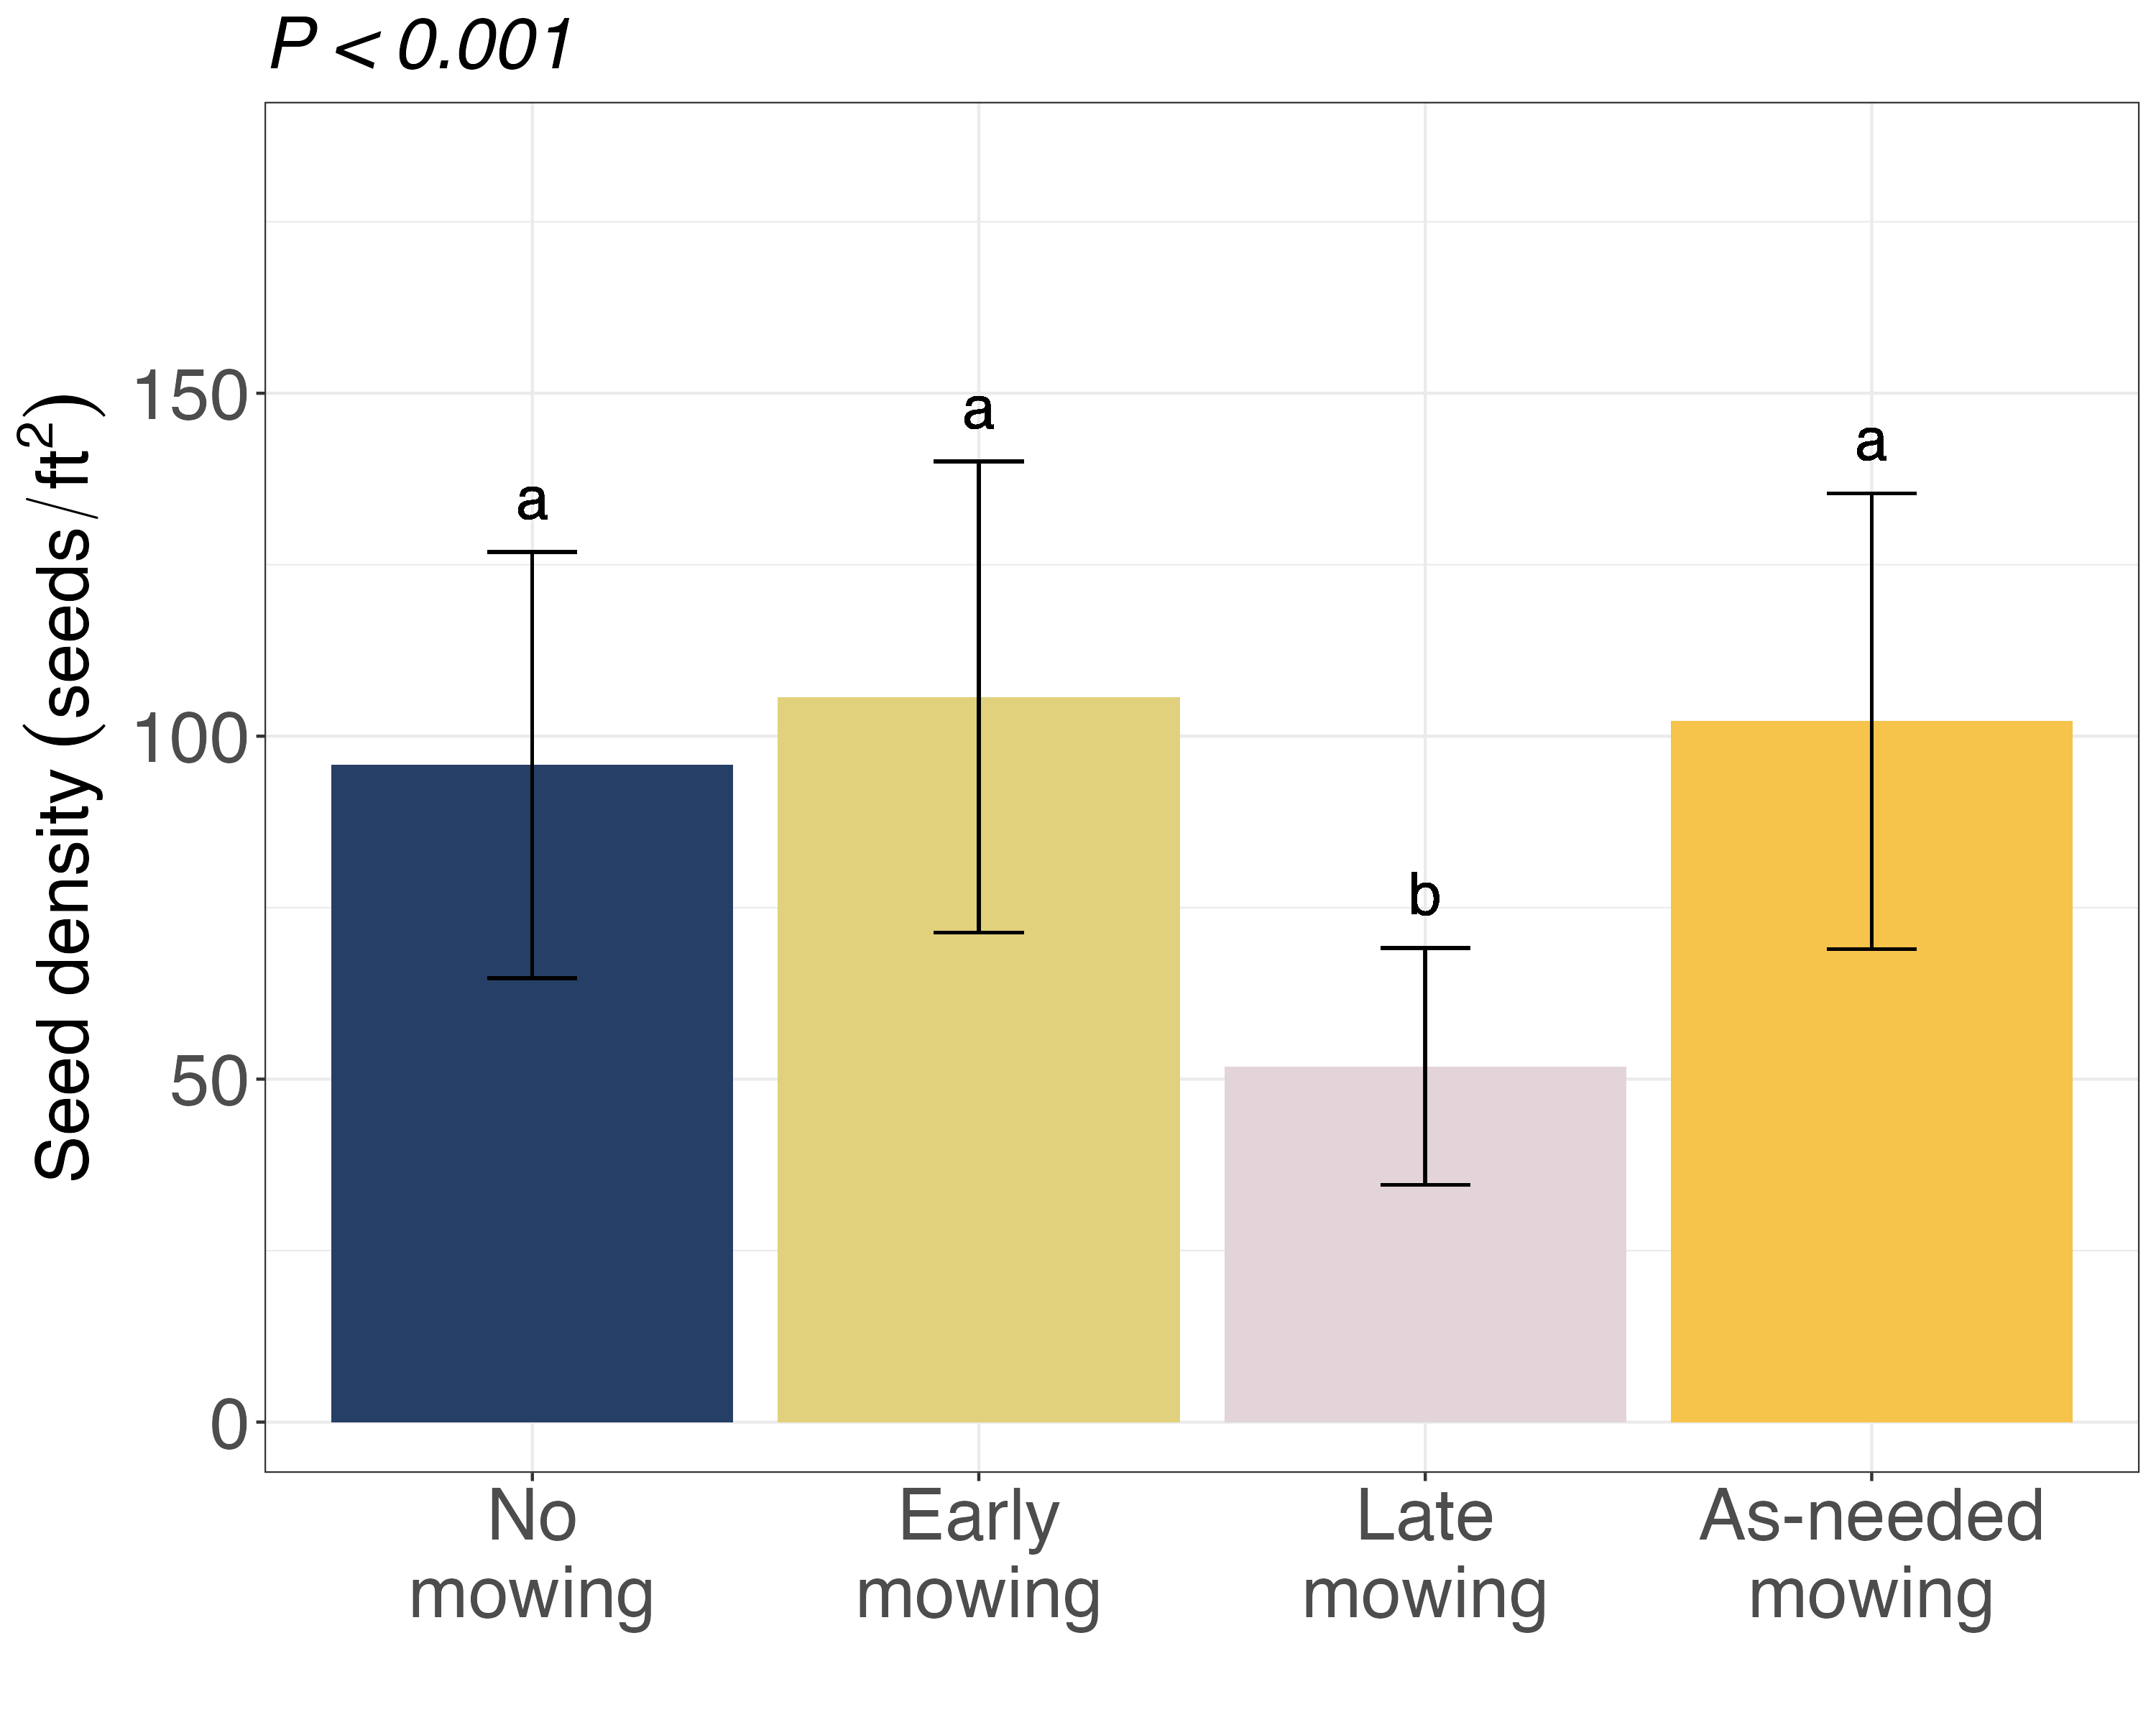 P < 0.001
Seed density (seeds/ft²)
150
100
50
0
a
a
b
a
No
mowing
Early
mowing
Late
mowing
As-needed
mowing